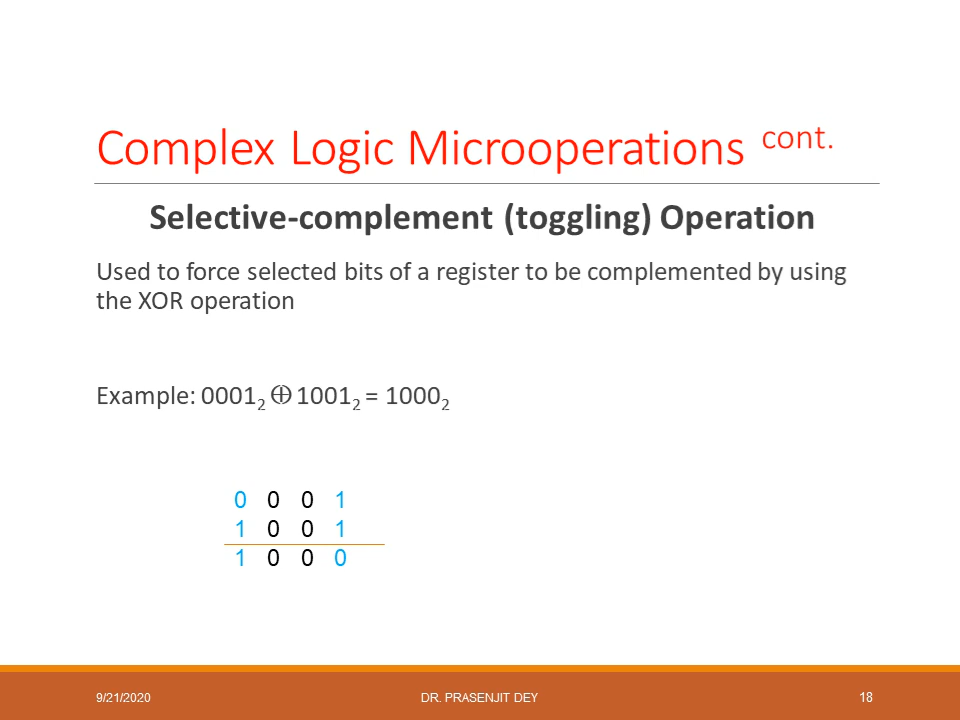 Complex Logic Microoperations cont.
Selective-complement (toggling) Operation
Used to force selected bits of a register to be complemented by using
the XOR operation
Example: 0001₂ ⊕ 1001₂ = 1000₂
0 0 0 1
1 0 0 1
1 0 0 0
9/21/2020 DR. PRASENJIT DEY 18